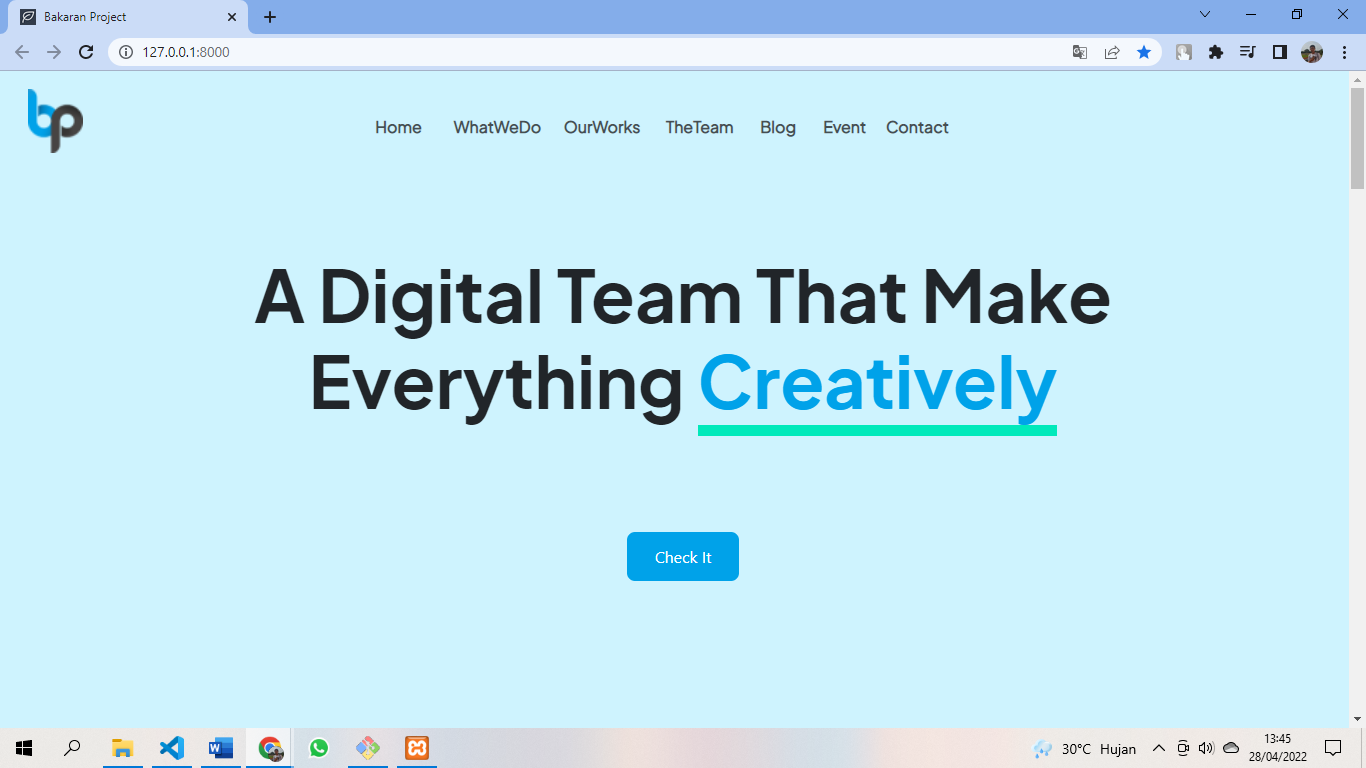 Bakaran Project
127.0.0.1:8000
bp
Home WhatWeDo OurWorks TheTeam Blog Event Contact
A Digital Team That Make
Everything Creatively
Check It
30°C Hujan
13:45
28/04/2022